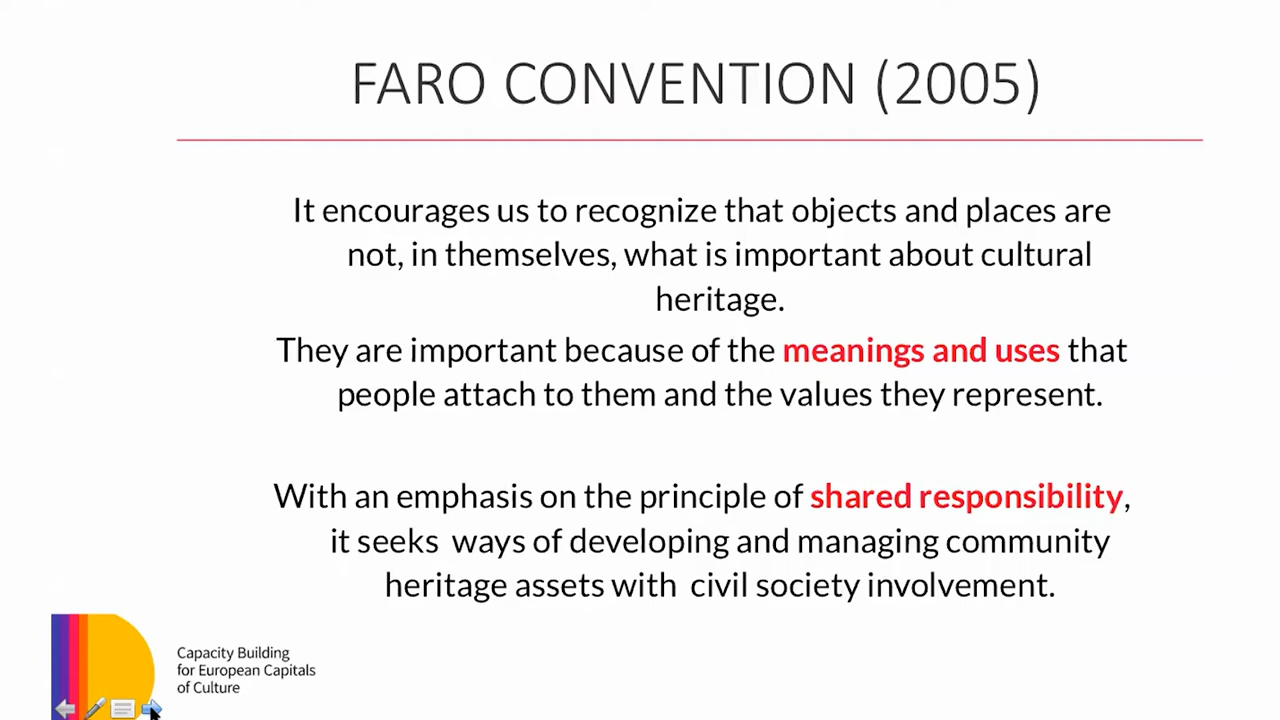 FARO CONVENTION (2005)
It encourages us to recognize that objects and places are
not, in themselves, what is important about cultural
heritage.
They are important because of the meanings and uses that
people attach to them and the values they represent.
With an emphasis on the principle of shared responsibility,
it seeks ways of developing and managing community
heritage assets with civil society involvement.
Capacity Building
for European Capitals
of Culture